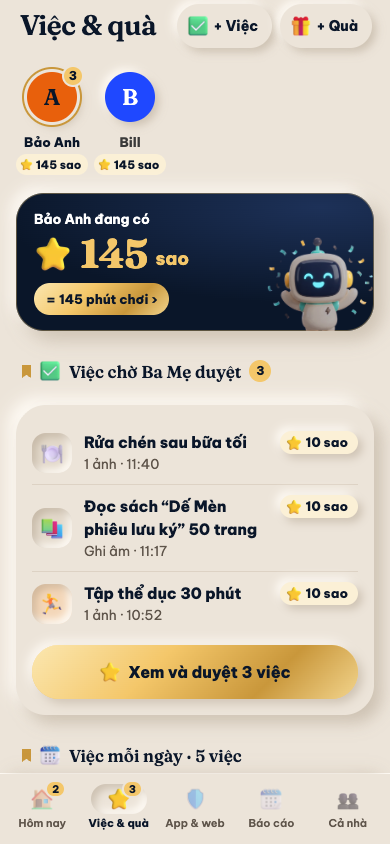 Việc & quà
+ Việc
+ Quà
A
3
B
Bảo Anh
Bill
145 sao
145 sao
Bảo Anh đang có
145 sao
= 145 phút chơi ›
Việc chờ Ba Mẹ duyệt 3
Rửa chén sau bữa tối
10 sao
1 ảnh · 11:40
Đọc sách “Dế Mèn
phiêu lưu ký” 50 trang
10 sao
Ghi âm · 11:17
Tập thể dục 30 phút
10 sao
1 ảnh · 10:52
Xem và duyệt 3 việc
Việc mỗi ngày · 5 việc
2
3
Hôm nay
Việc & quà
App & web
Báo cáo
Cả nhà